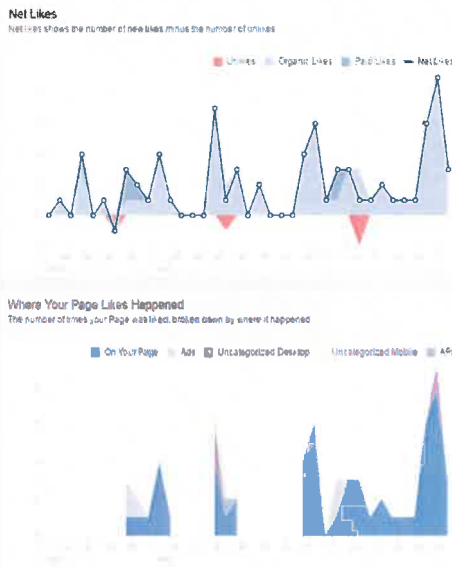 Net Likes
Net likes shows the number of new likes minus the number of unlikes
Unlikes Organic Likes Paid Likes Net Likes
Where Your Page Likes Happened
The number of times your Page was liked, broken down by where it happened
On Your Page Ads Uncategorized Desktop Uncategorized Mobile